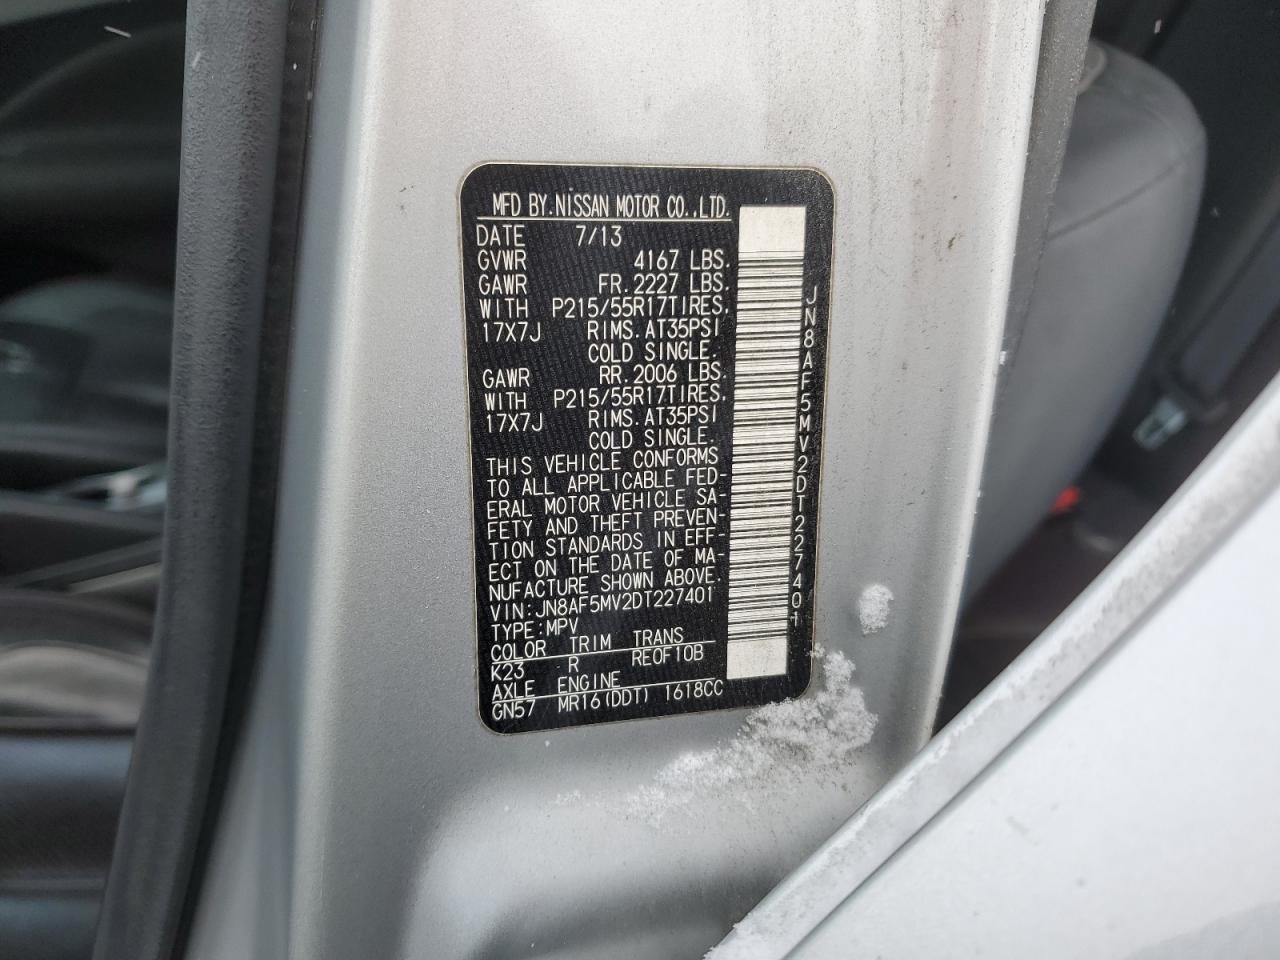 MFD BY.NISSAN MOTOR CO.,LTD.
DATE 7/13
GVWR 4167 LBS.
GAWR FR.2227 LBS.
WITH P215/55R17TIRES.
17X7J RIMS.AT35PSI
COLD SINGLE.
GAWR RR.2006 LBS.
WITH P215/55R17TIRES.
17X7J RIMS.AT35PSI
COLD SINGLE.
THIS VEHICLE CONFORMS
TO ALL APPLICABLE FED-
ERAL MOTOR VEHICLE SA-
FETY AND THEFT PREVEN-
TION STANDARDS IN EFF-
ECT ON THE DATE OF MA-
NUFACTURE SHOWN ABOVE.
VIN:JN8AF5MV2DT227401
TYPE:MPV
COLOR TRIM TRANS
K23 R RE0F10B
AXLE ENGINE
GN57 MR16(DDT) 1618CC
JN8AF5MV2DT227401